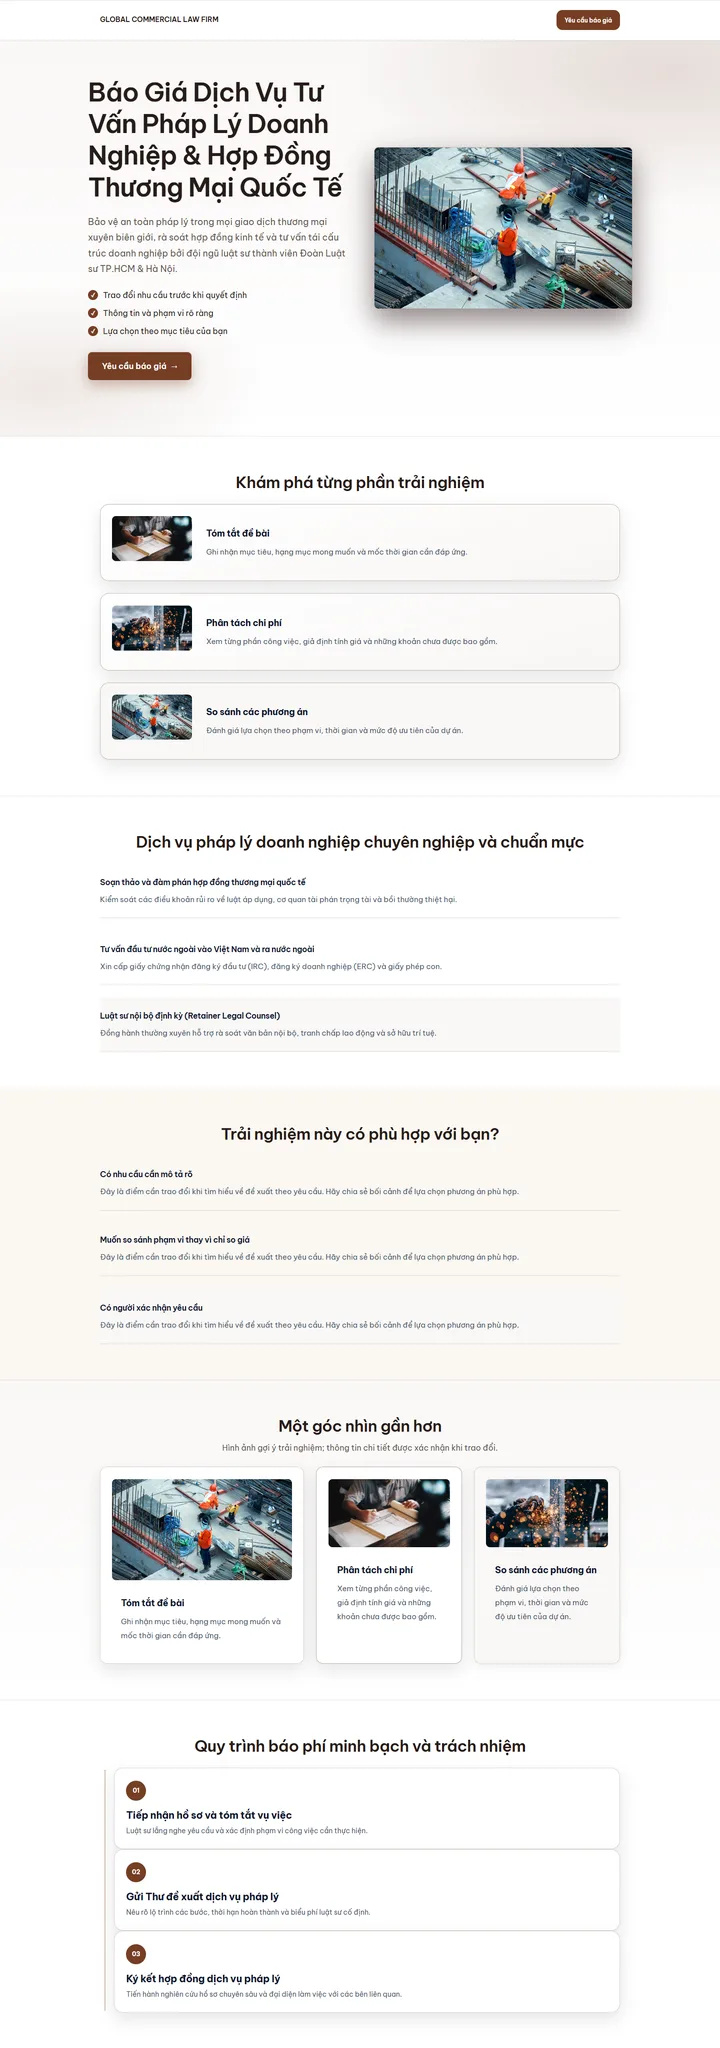 GLOBAL COMMERCIAL LAW FIRM
Yêu cầu báo giá
Báo Giá Dịch Vụ Tư
Vấn Pháp Lý Doanh
Nghiệp & Hợp Đồng
Thương Mại Quốc Tế
Bảo vệ an toàn pháp lý trong mọi giao dịch thương mại
xuyên biên giới, rà soát hợp đồng kinh tế và tư vấn tái cấu
trúc doanh nghiệp bởi đội ngũ luật sư thành viên Đoàn Luật
sư TP.HCM & Hà Nội.
Trao đổi nhu cầu trước khi quyết định
Thông tin và phạm vi rõ ràng
Lựa chọn theo mục tiêu của bạn
Yêu cầu báo giá →
Khám phá từng phần trải nghiệm
Tóm tắt đề bài
Ghi nhận mục tiêu, hạng mục mong muốn và mốc thời gian cần đáp ứng.
Phân tách chi phí
Xem từng phần công việc, giả định tính giá và những khoản chưa được bao gồm.
So sánh các phương án
Đánh giá lựa chọn theo phạm vi, thời gian và mức độ ưu tiên của dự án.
Dịch vụ pháp lý doanh nghiệp chuyên nghiệp và chuẩn mực
Soạn thảo và đàm phán hợp đồng thương mại quốc tế
Kiểm soát các điều khoản rủi ro về luật áp dụng, cơ quan tài phán trọng tài và bồi thường thiệt hại.
Tư vấn đầu tư nước ngoài vào Việt Nam và ra nước ngoài
Xin cấp giấy chứng nhận đăng ký đầu tư (IRC), đăng ký doanh nghiệp (ERC) và giấy phép con.
Luật sư nội bộ định kỳ (Retainer Legal Counsel)
Đồng hành thường xuyên hỗ trợ rà soát văn bản nội bộ, tranh chấp lao động và sở hữu trí tuệ.
Trải nghiệm này có phù hợp với bạn?
Có nhu cầu cần mô tả rõ
Đây là điểm cần trao đổi khi tìm hiểu về đề xuất theo yêu cầu. Hãy chia sẻ bối cảnh để lựa chọn phương án phù hợp.
Muốn so sánh phạm vi thay vì chỉ so giá
Đây là điểm cần trao đổi khi tìm hiểu về đề xuất theo yêu cầu. Hãy chia sẻ bối cảnh để lựa chọn phương án phù hợp.
Có người xác nhận yêu cầu
Đây là điểm cần trao đổi khi tìm hiểu về đề xuất theo yêu cầu. Hãy chia sẻ bối cảnh để lựa chọn phương án phù hợp.
Một góc nhìn gần hơn
Hình ảnh gợi ý trải nghiệm; thông tin chi tiết được xác nhận khi trao đổi.
Tóm tắt đề bài
Ghi nhận mục tiêu, hạng mục mong muốn và
mốc thời gian cần đáp ứng.
Phân tách chi phí
Xem từng phần công việc,
giả định tính giá và những
khoản chưa được bao gồm.
So sánh các phương án
Đánh giá lựa chọn theo
phạm vi, thời gian và mức
độ ưu tiên của dự án.
Quy trình báo phí minh bạch và trách nhiệm
01
Tiếp nhận hồ sơ và tóm tắt vụ việc
Luật sư lắng nghe yêu cầu và xác định phạm vi công việc cần thực hiện.
02
Gửi Thư đề xuất dịch vụ pháp lý
Nêu rõ lộ trình các bước, thời hạn hoàn thành và biểu phí luật sư cố định.
03
Ký kết hợp đồng dịch vụ pháp lý
Tiến hành nghiên cứu hồ sơ chuyên sâu và đại diện làm việc với các bên liên quan.